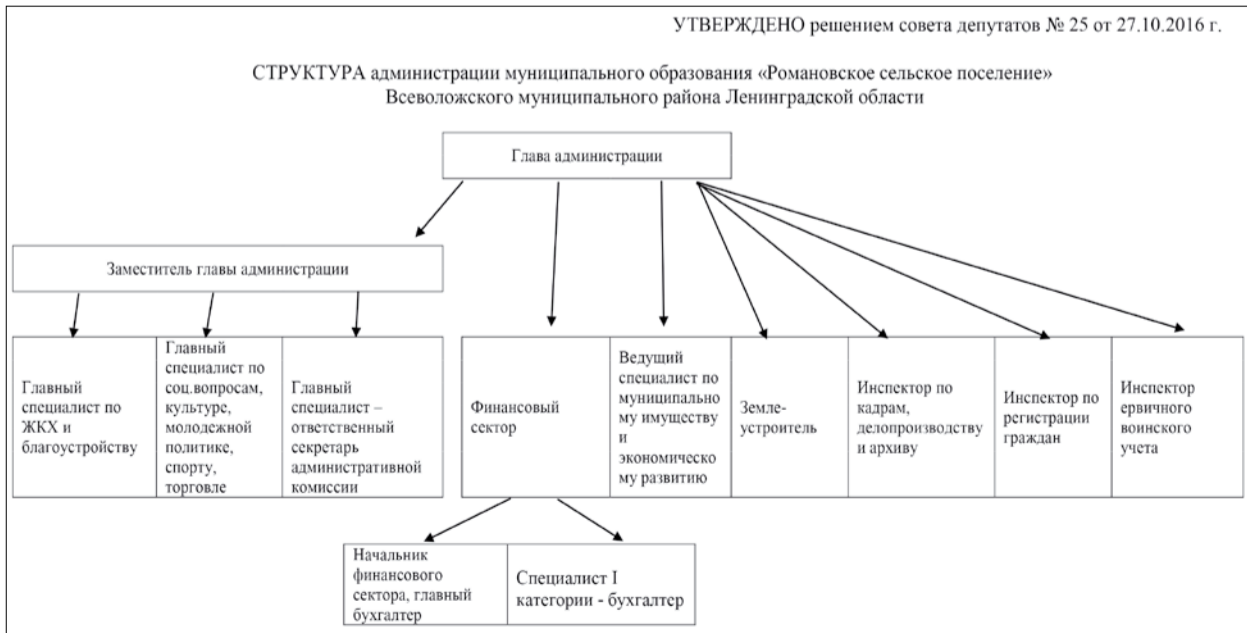 УТВЕРЖДЕНО решением совета депутатов № 25 от 27.10.2016 г.
СТРУКТУРА администрации муниципального образования «Романовское сельское поселение»
Всеволожского муниципального района Ленинградской области
Глава администрации
Заместитель главы администрации
Главный
специалист по
ЖКХ и
благоустройству
Главный
специалист по
соц.вопросам,
культуре,
молодежной
политике,
спорту,
торговле
Главный
специалист –
ответственный
секретарь
административной
комиссии
Финансовый
сектор
Ведущий
специалист по
муниципально
му имуществу
и
экономическо
му развитию
Земле-
устроитель
Инспектор по
кадрам,
делопроизводству
и архиву
Инспектор по
регистрации
граждан
Инспектор
ервичного
воинского
учета
Начальник
финансового
сектора, главный
бухгалтер
Специалист I
категории - бухгалтер